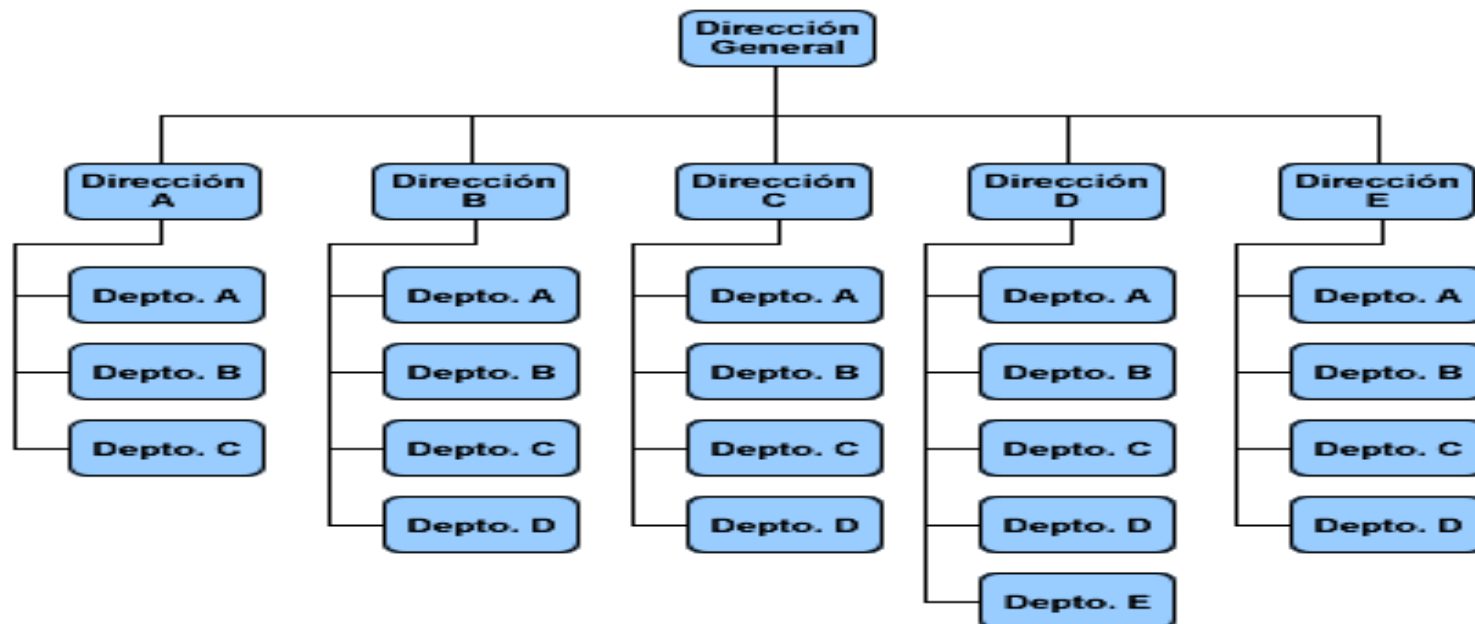 Dirección
General
Dirección
A
Dirección
B
Dirección
C
Dirección
D
Dirección
E
Depto. A
Depto. B
Depto. C
Depto. A
Depto. B
Depto. C
Depto. D
Depto. A
Depto. B
Depto. C
Depto. D
Depto. A
Depto. B
Depto. C
Depto. D
Depto. E
Depto. A
Depto. B
Depto. C
Depto. D